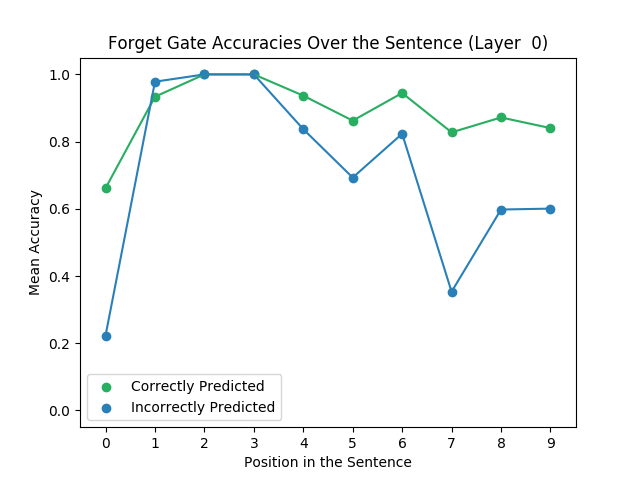 Forget Gate Accuracies Over the Sentence (Layer  0)
1.0
0.8
0.6
0.4
0.2
0.0
Mean Accuracy
Correctly Predicted
Incorrectly Predicted
0 1 2 3 4 5 6 7 8 9
Position in the Sentence